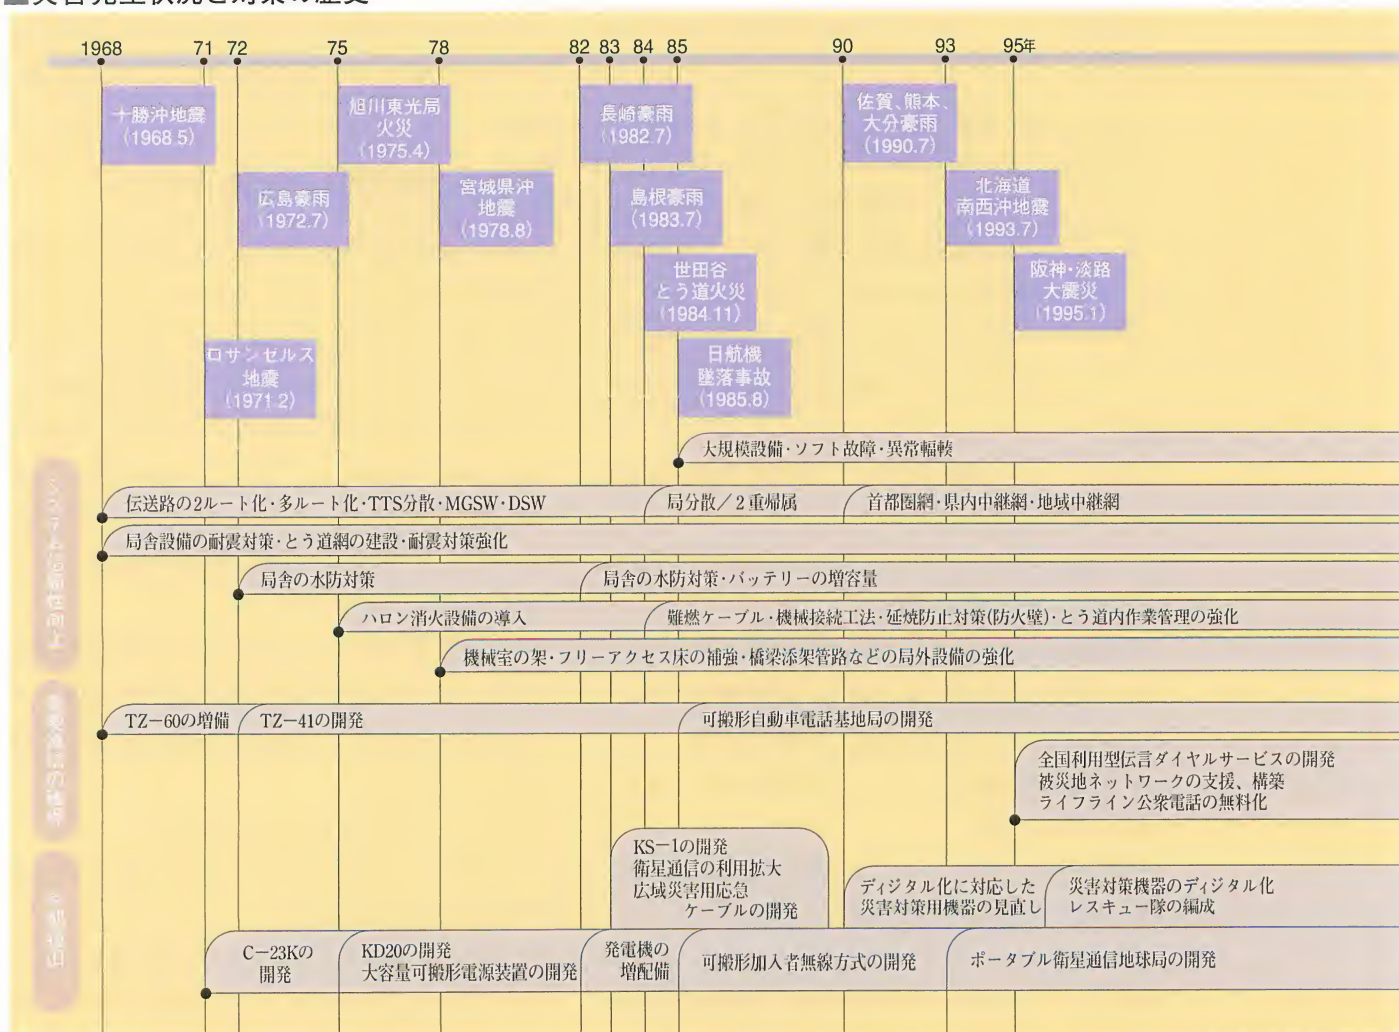 災害発生状況と対策の歴史
1968 71 72 75 78 82 83 84 85 90 93 95年
十勝沖地震
(1968.5)
旭川東光局
火災
(1975.4)
長崎豪雨
(1982.7)
佐賀、熊本、
大分豪雨
(1990.7)
広島豪雨
(1972.7)
宮城県沖
地震
(1978.8)
島根豪雨
(1983.7)
北海道
南西沖地震
(1993.7)
世田谷
とう道火災
(1984.11)
阪神・淡路
大震災
(1995.1)
ロサンゼルス
地震
(1971.2)
日航機
墜落事故
(1985.8)
大規模設備・ソフト故障・異常輻輳
システム信頼性向上
伝送路の2ルート化・多ルート化・TTS分散・MGSW・DSW
局分散/2重帰属
首都圏網・県内中継網・地域中継網
局舎設備の耐震対策・とう道網の建設・耐震対策強化
局舎の水防対策
局舎の水防対策・バッテリーの増容量
ハロン消火設備の導入
難燃ケーブル・機械接続工法・延焼防止対策(防火壁)・とう道内作業管理の強化
機械室の架・フリーアクセス床の補強・橋梁添架管路などの局外設備の強化
TZ−60の増備
TZ−41の開発
可搬形自動車電話基地局の開発
全国利用型伝言ダイヤルサービスの開発
被災地ネットワークの支援、構築
ライフライン公衆電話の無料化
KS−1の開発
衛星通信の利用拡大
広域災害用応急
ケーブルの開発
ディジタル化に対応した
災害対策用機器の見直し
災害対策機器のディジタル化
レスキュー隊の編成
C−23Kの
開発
KD20の開発
大容量可搬形電源装置の開発
発電機の
増配備
可搬形加入者無線方式の開発
ポータブル衛星通信地球局の開発